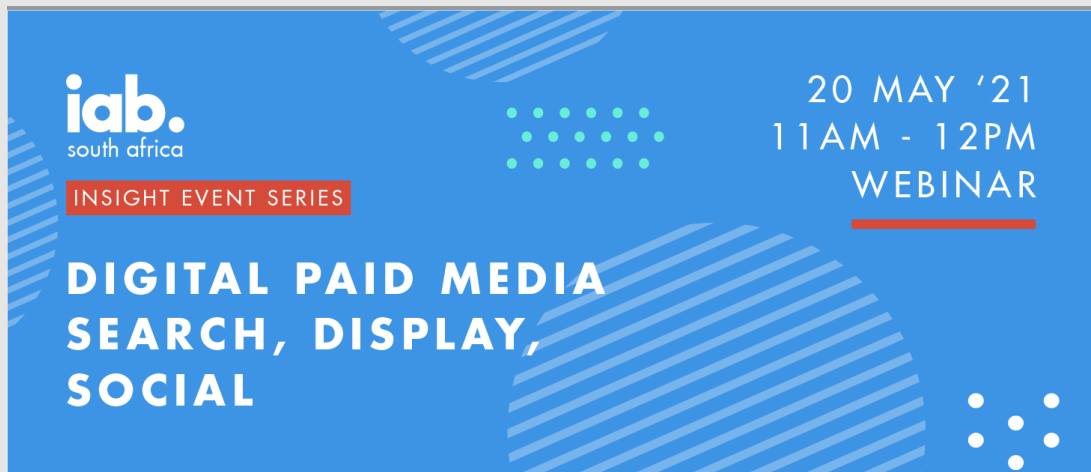 iab.
south africa
INSIGHT EVENT SERIES
DIGITAL PAID MEDIA
SEARCH, DISPLAY,
SOCIAL
20 MAY ‘21
11AM - 12PM
WEBINAR